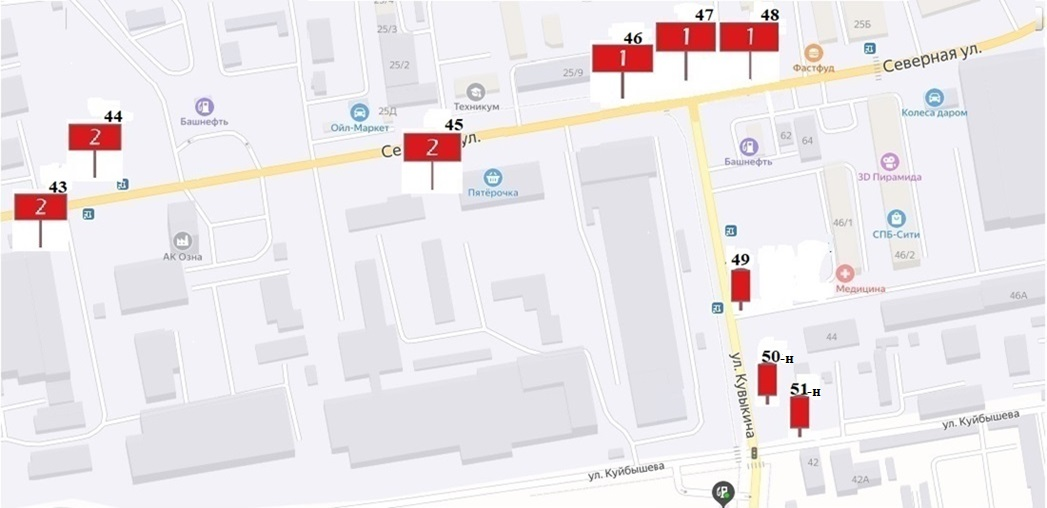 47
48
46
25/4
25/3
25/2
25Д
25/9
25Б
Северная ул.
Фастфуд
Техникум
Ойл-Маркет
Башнефть
44
2
45
2
Се
ул.
1
1
1
Колеса даром
62
64
Башнефть
3D Пирамида
Пятёрочка
43
2
АК Озна
46/1
СПБ-Сити
46/2
49
Медицина
46А
44
50-н
51-н
ул. Кувыкина
ул. Куйбышева
ул. Куйбышева
42
42А